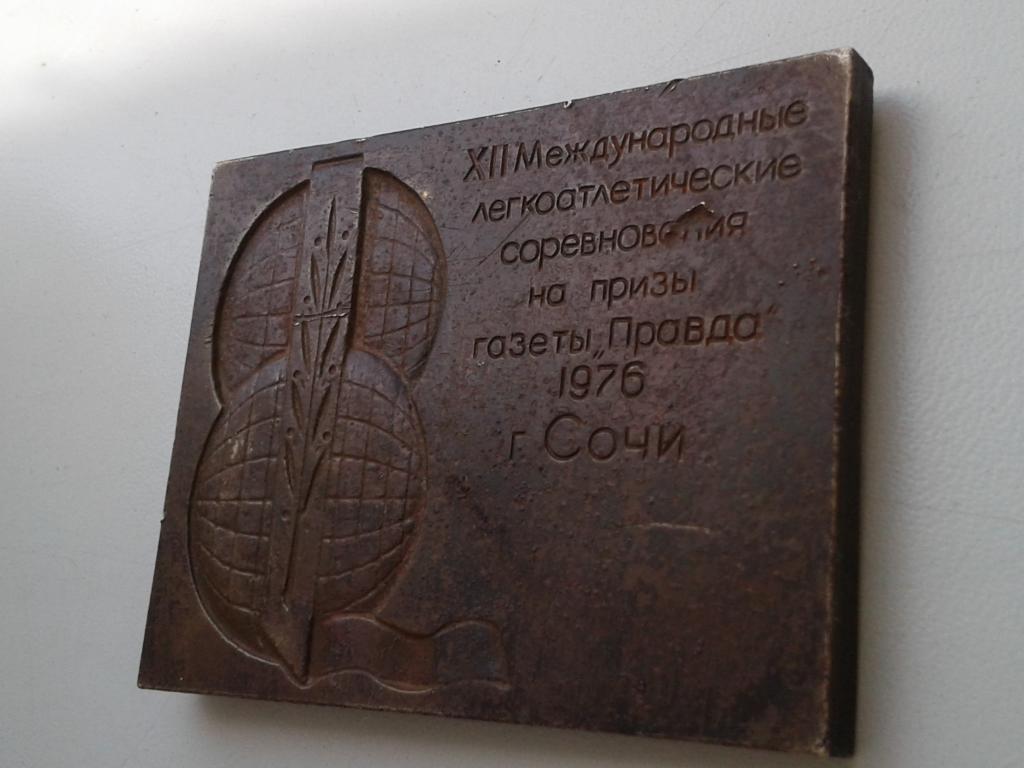 XII Международные
легкоатлетические
соревнования
на призы
газеты „Правда"
1976
г Сочи